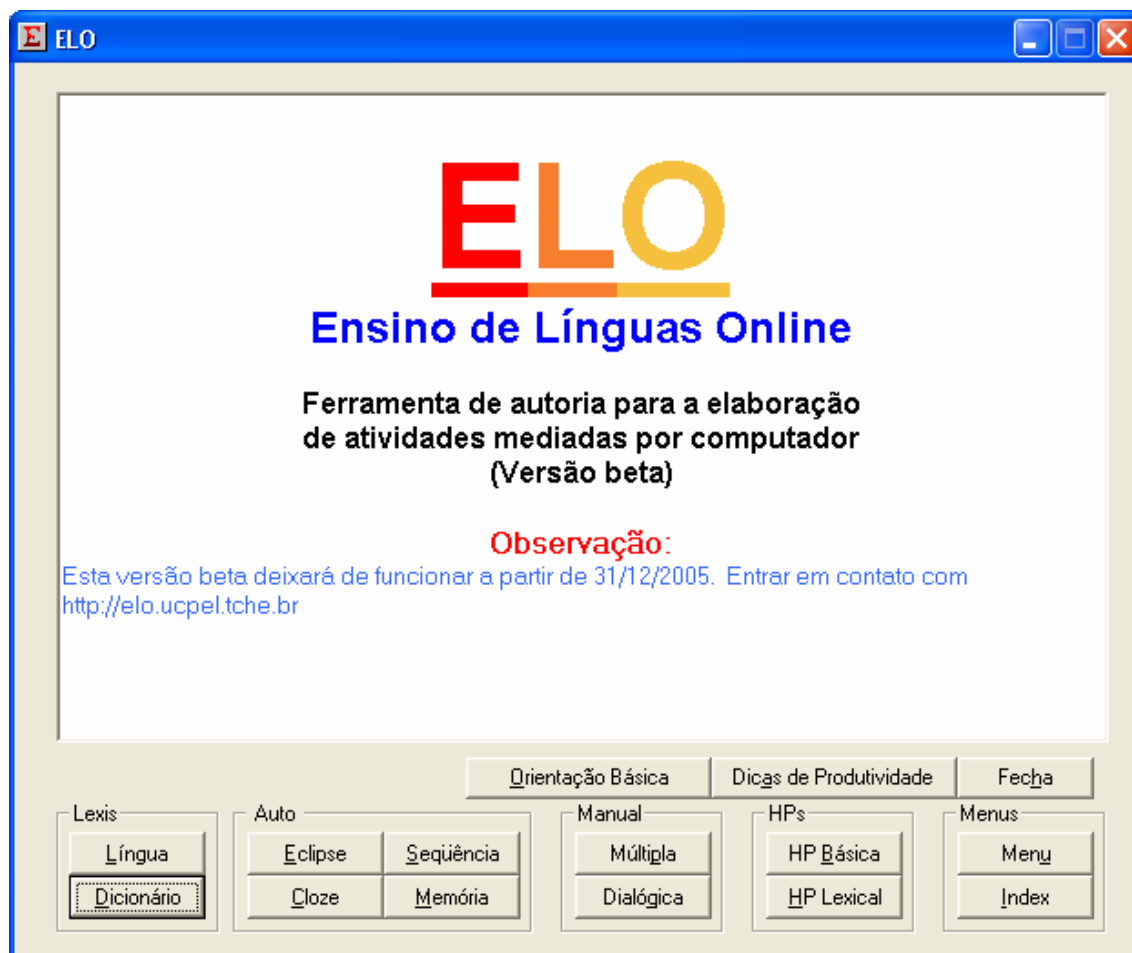 ELO
ELO
Ensino de Línguas Online
Ferramenta de autoria para a elaboração
de atividades mediadas por computador
(Versão beta)
Observação:
Esta versão beta deixará de funcionar a partir de 31/12/2005. Entrar em contato com
http://elo.ucpel.tche.br
Orientação Básica Dicas de Produtividade Fecha
Lexis Auto Manual HPs Menus
Língua Eclipse Seqüência Múltipla HP Básica Menu
Dicionário Cloze Memória Dialógica HP Lexical Index